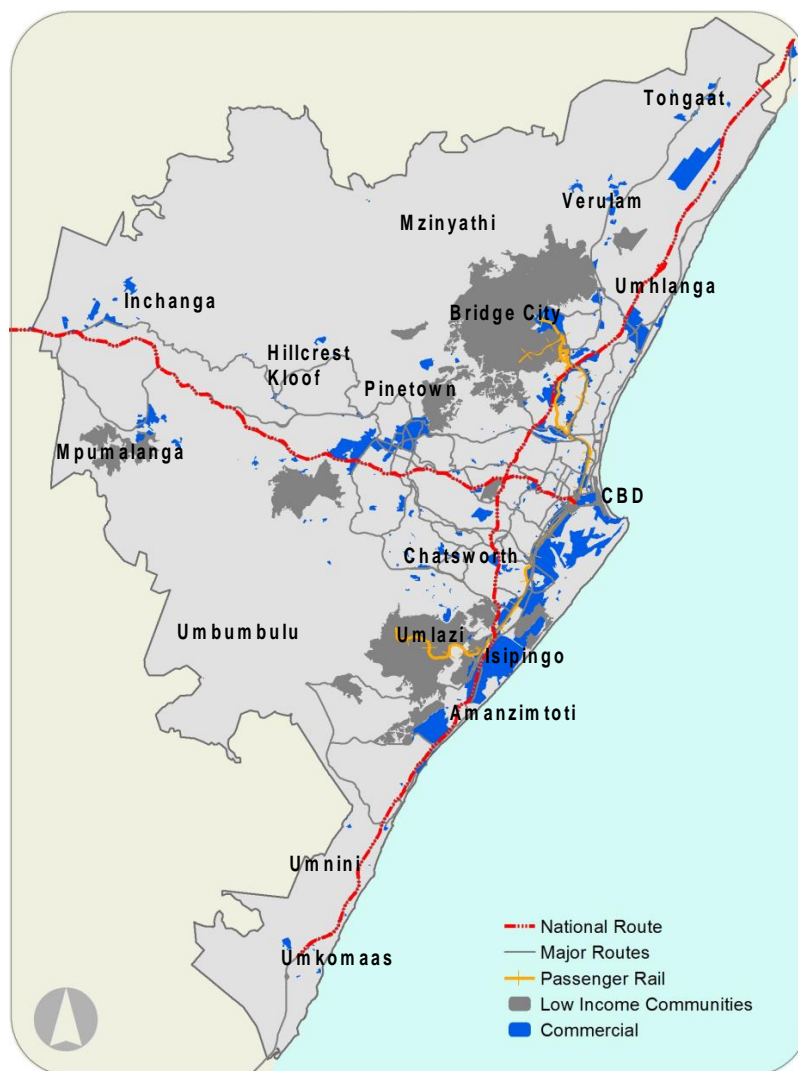 Tongaat
Verulam
Mzinyathi
Umhlanga
Inchanga
Bridge City
Hillcrest
Kloof
Pinetown
Mpumalanga
CBD
Chatsworth
Umbumbulu
Umlazi
Isipingo
Amanzimtoti
Umnini
Umkomaas
National Route
Major Routes
Passenger Rail
Low Income Communities
Commercial